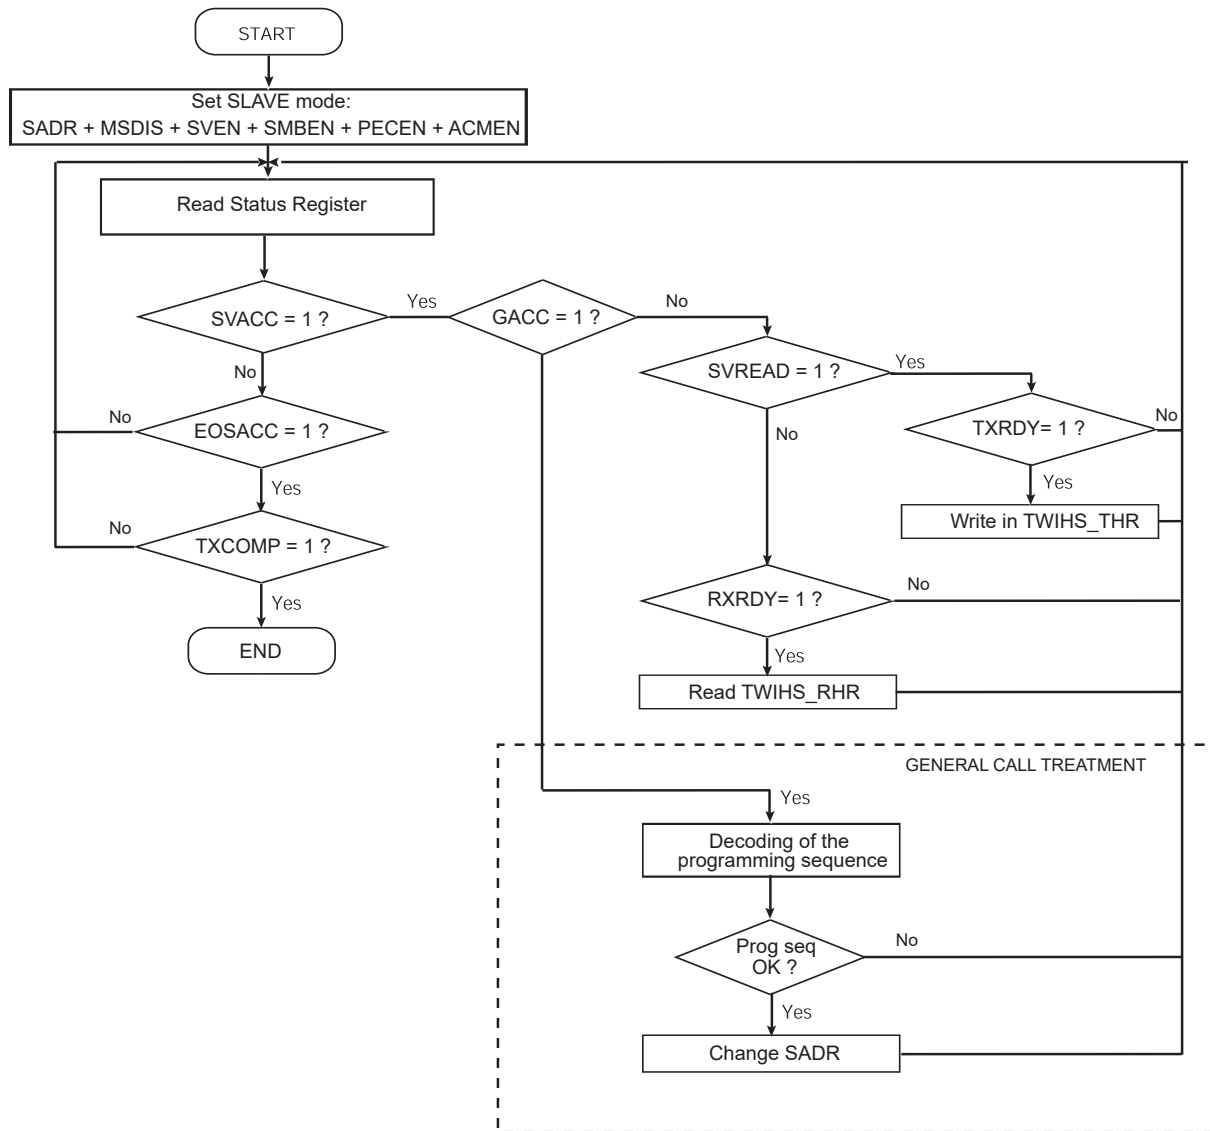 START
Set SLAVE mode:
SADR + MSDIS + SVEN + SMBEN + PECEN + ACMEN
Read Status Register
SVACC = 1 ?
Yes
GACC = 1 ?
No
SVREAD = 1 ?
Yes
No
EOSACC = 1 ?
No
No
TXRDY= 1 ?
No
Yes
Yes
Write in TWIHS_THR
TXCOMP = 1 ?
No
Yes
RXRDY= 1 ?
No
END
Yes
Read TWIHS_RHR
GENERAL CALL TREATMENT
Yes
Decoding of the
programming sequence
Prog seq
OK ?
No
Yes
Change SADR